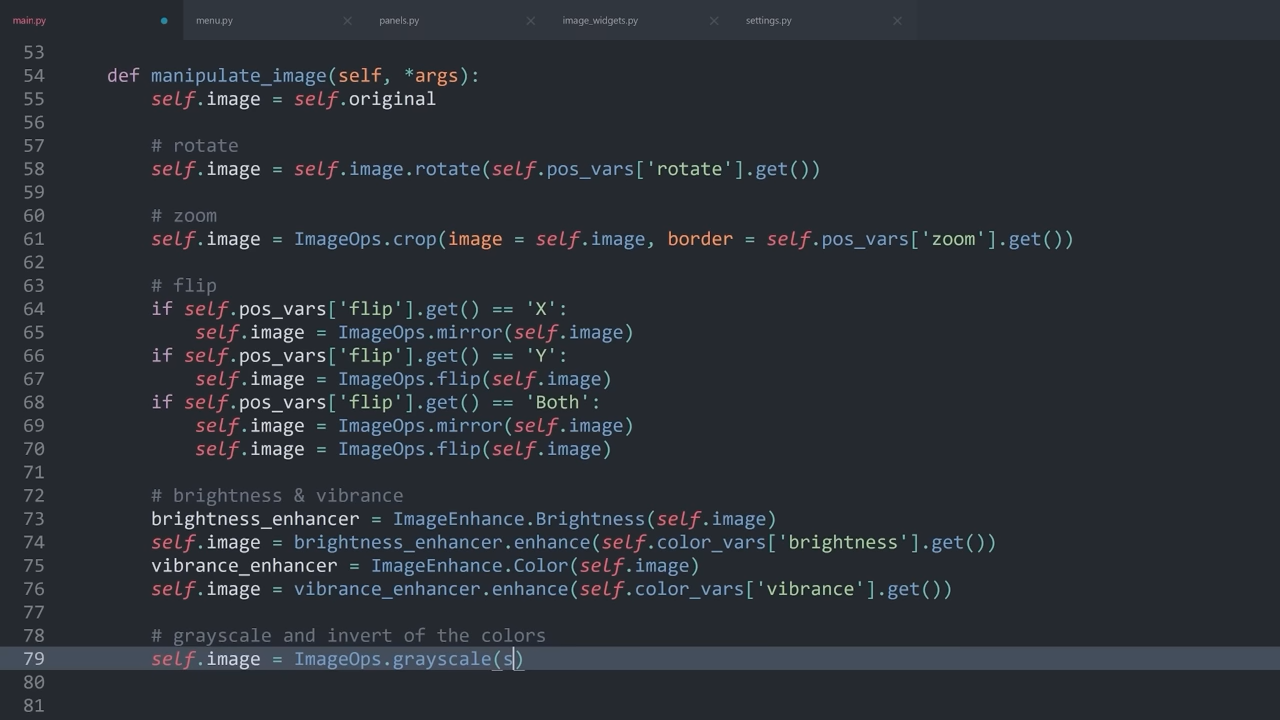 main.py menu.py panels.py image_widgets.py settings.py
53
54 def manipulate_image(self, *args):
55 self.image = self.original
56
57 # rotate
58 self.image = self.image.rotate(self.pos_vars['rotate'].get())
59
60 # zoom
61 self.image = ImageOps.crop(image = self.image, border = self.pos_vars['zoom'].get())
62
63 # flip
64 if self.pos_vars['flip'].get() == 'X':
65 self.image = ImageOps.mirror(self.image)
66 if self.pos_vars['flip'].get() == 'Y':
67 self.image = ImageOps.flip(self.image)
68 if self.pos_vars['flip'].get() == 'Both':
69 self.image = ImageOps.mirror(self.image)
70 self.image = ImageOps.flip(self.image)
71
72 # brightness & vibrance
73 brightness_enhancer = ImageEnhance.Brightness(self.image)
74 self.image = brightness_enhancer.enhance(self.color_vars['brightness'].get())
75 vibrance_enhancer = ImageEnhance.Color(self.image)
76 self.image = vibrance_enhancer.enhance(self.color_vars['vibrance'].get())
77
78 # grayscale and invert of the colors
79 self.image = ImageOps.grayscale(s)
80
81